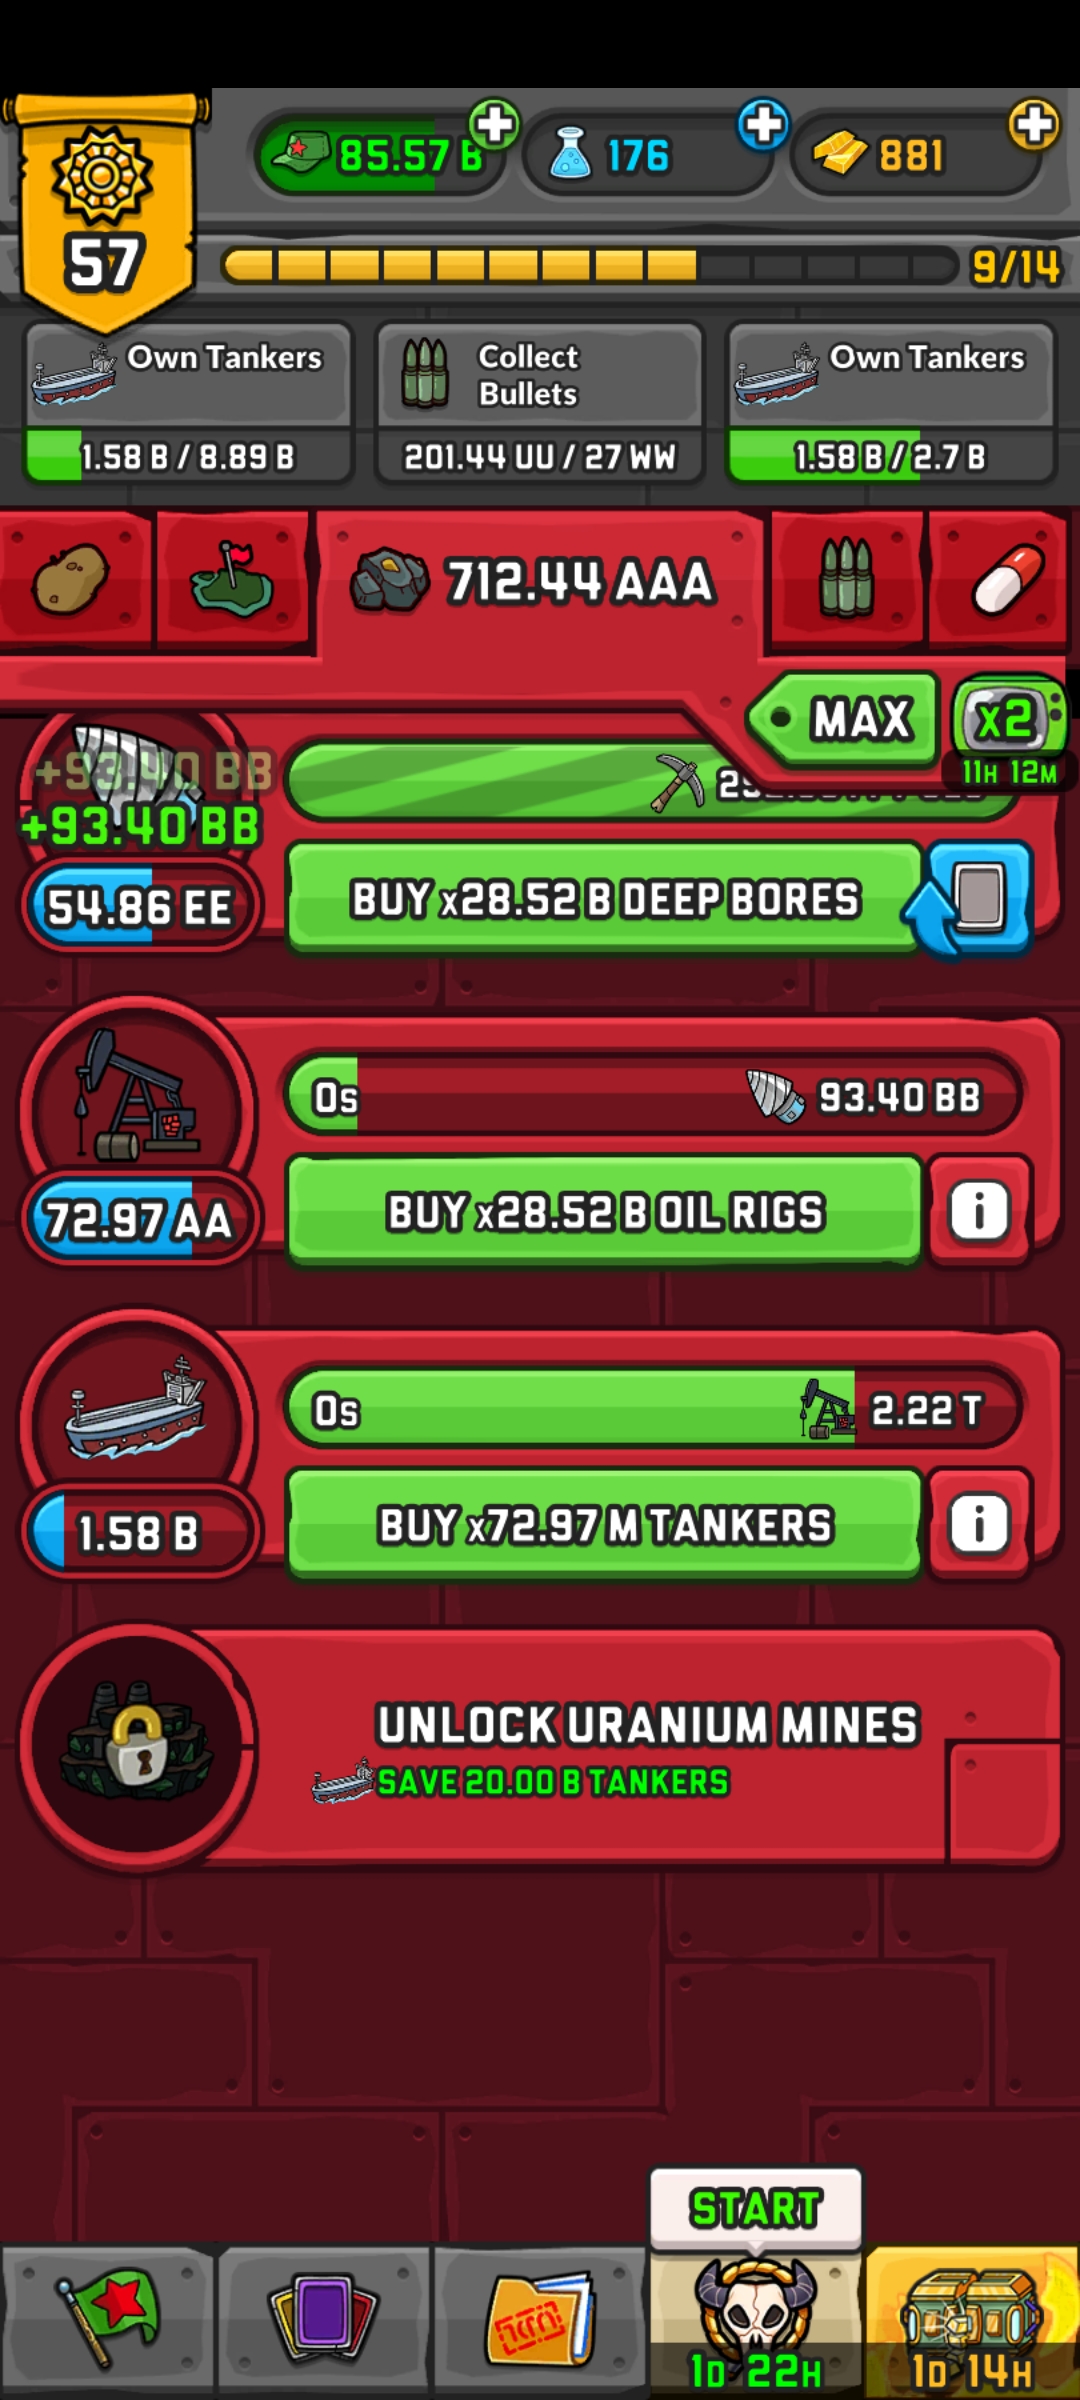 85.57 B
176
881
57
9/14
Own Tankers
1.58 B / 8.89 B
Collect
Bullets
201.44 UU / 27 WW
Own Tankers
1.58 B / 2.7 B
712.44 AAA
MAX
x2
11H 12M
+93.40 BB
+93.40 BB
54.86 EE
BUY x28.52 B DEEP BORES
0s
93.40 BB
72.97 AA
BUY x28.52 B OIL RIGS
i
0s
2.22 T
1.58 B
BUY x72.97 M TANKERS
i
UNLOCK URANIUM MINES
SAVE 20.00 B TANKERS
START
1D 22H
1D 14H